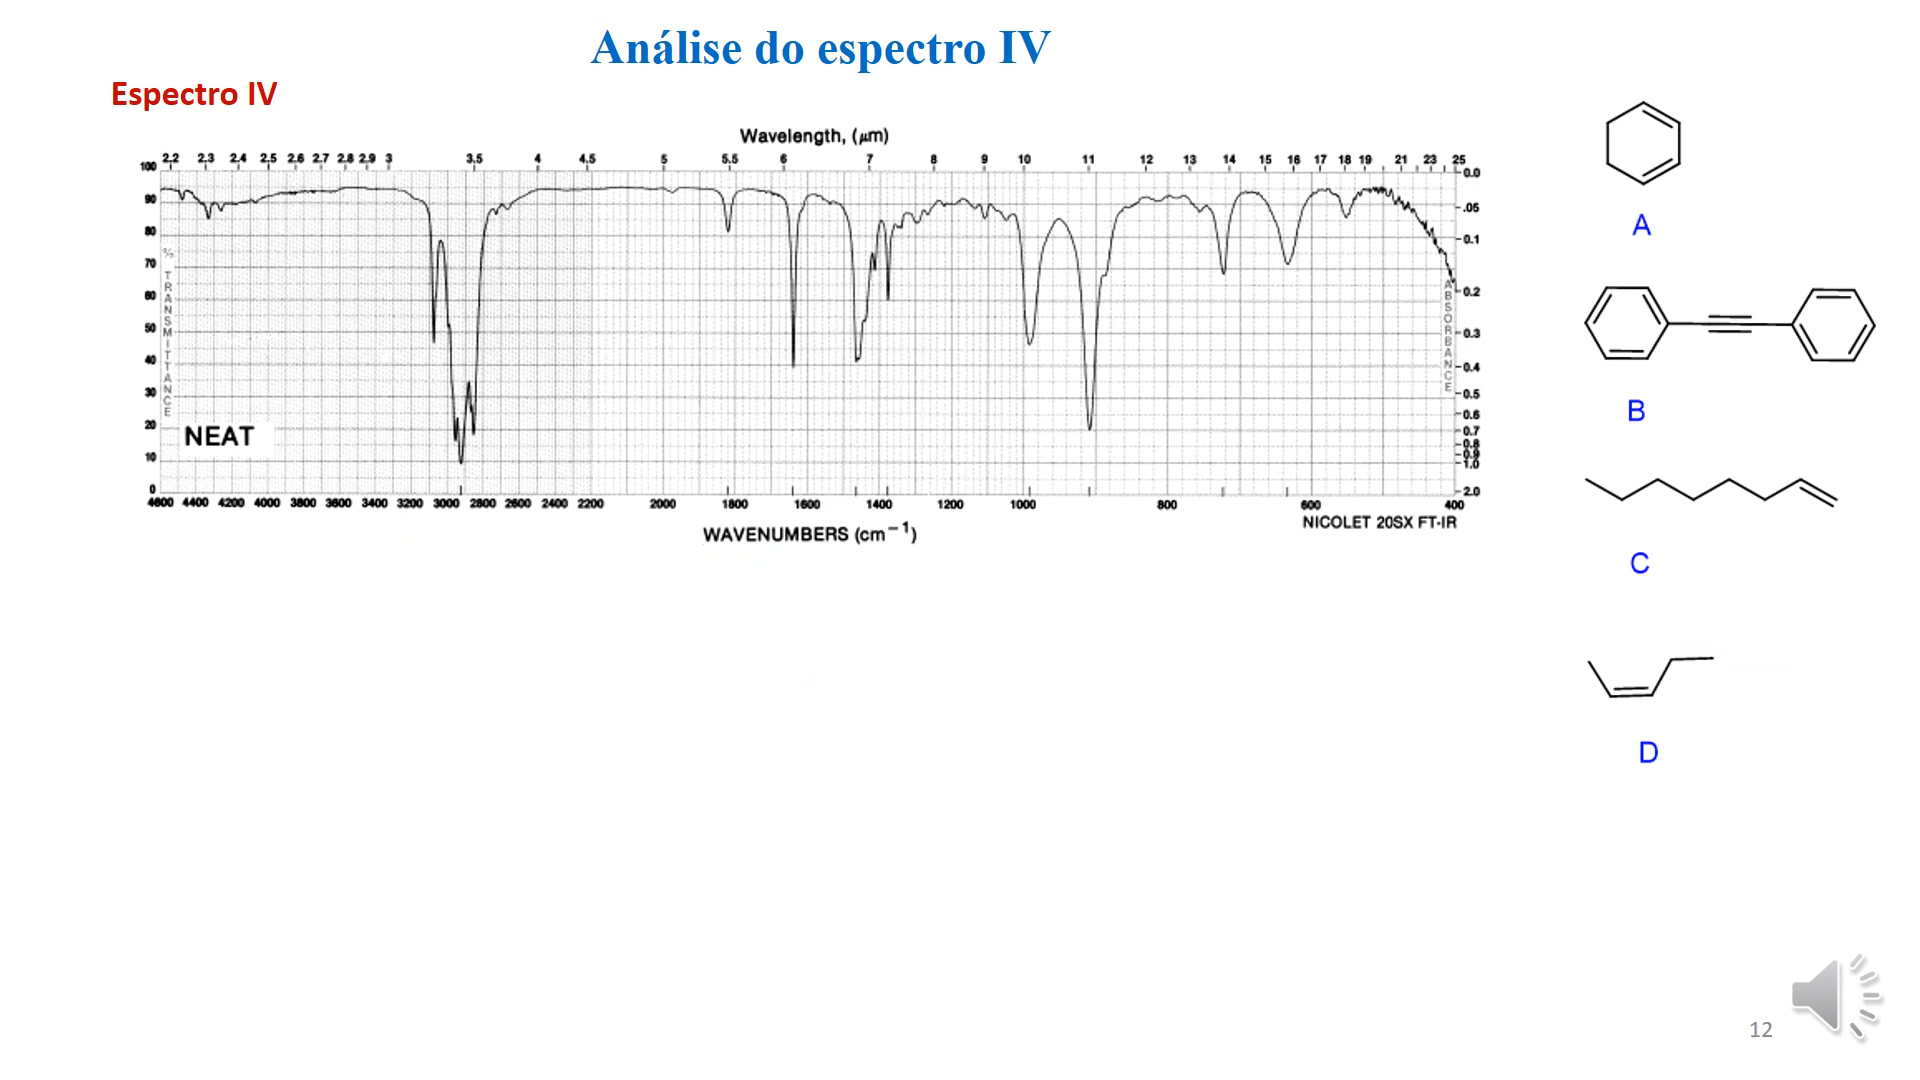 Análise do espectro IV
Espectro IV
Wavelength, (μm)
2.2 2.3 2.4 2.5 2.6 2.7 2.8 2.9 3 3.5 4 4.5 5 5.5 6 7 8 9 10 11 12 13 14 15 16 17 18 19 21 23 25
100 0.0
90 .05
80 0.1
70
60 0.2
50 0.3
40 0.4
30 0.5
0.6
20 0.7
0.8
0.9
10 1.0
0 2.0
% TRANSMITTANCE
ABSORBANCE
NEAT
4600 4400 4200 4000 3800 3600 3400 3200 3000 2800 2600 2400 2200 2000 1800 1600 1400 1200 1000 800 600 400
WAVENUMBERS (cm−1)
NICOLET 20SX FT-IR
A
B
C
D
12